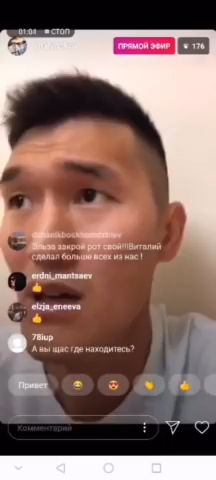 01:01 СТОП
ПРЯМОЙ ЭФИР 176
Эльза закрой рот свой!!!Виталий
сделал больше всех из нас !
erdni_mantsaev
👍
elzja_eneeva
👍
78iup
А вы щас где находитесь?
Привет 😂 😍 👏 👍
Комментарий